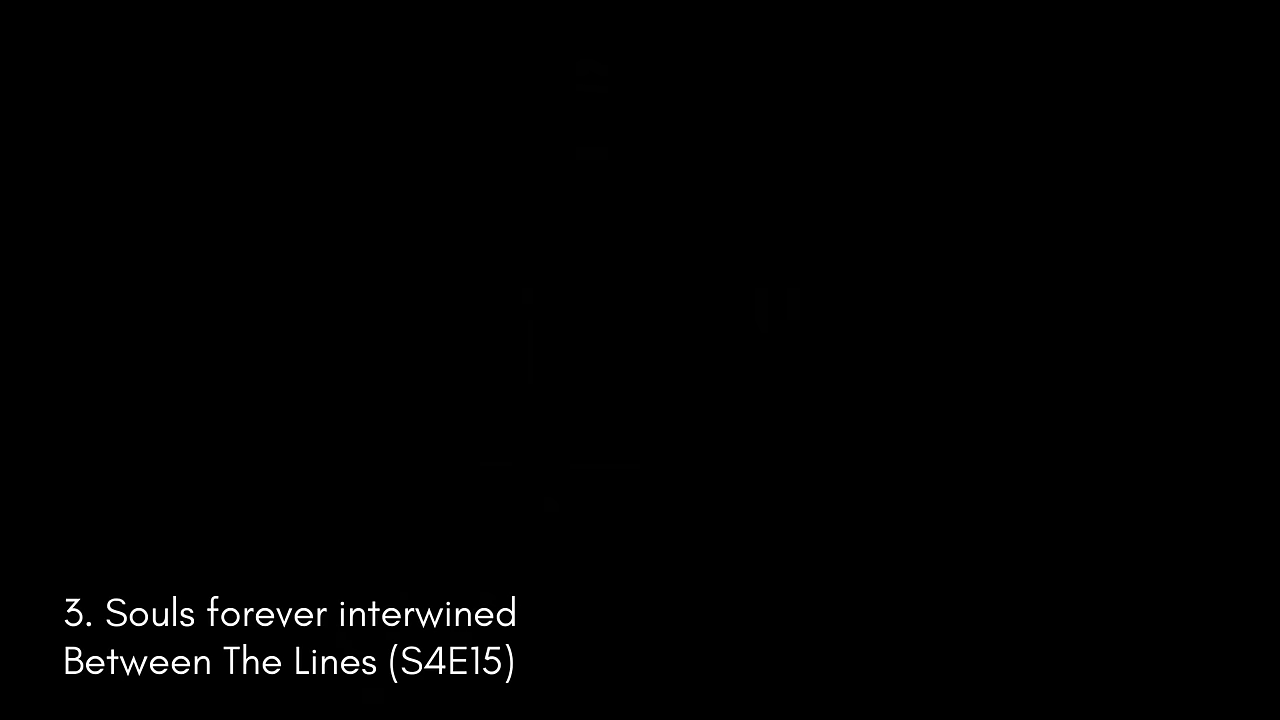 3. Souls forever interwined
Between The Lines (S4E15)